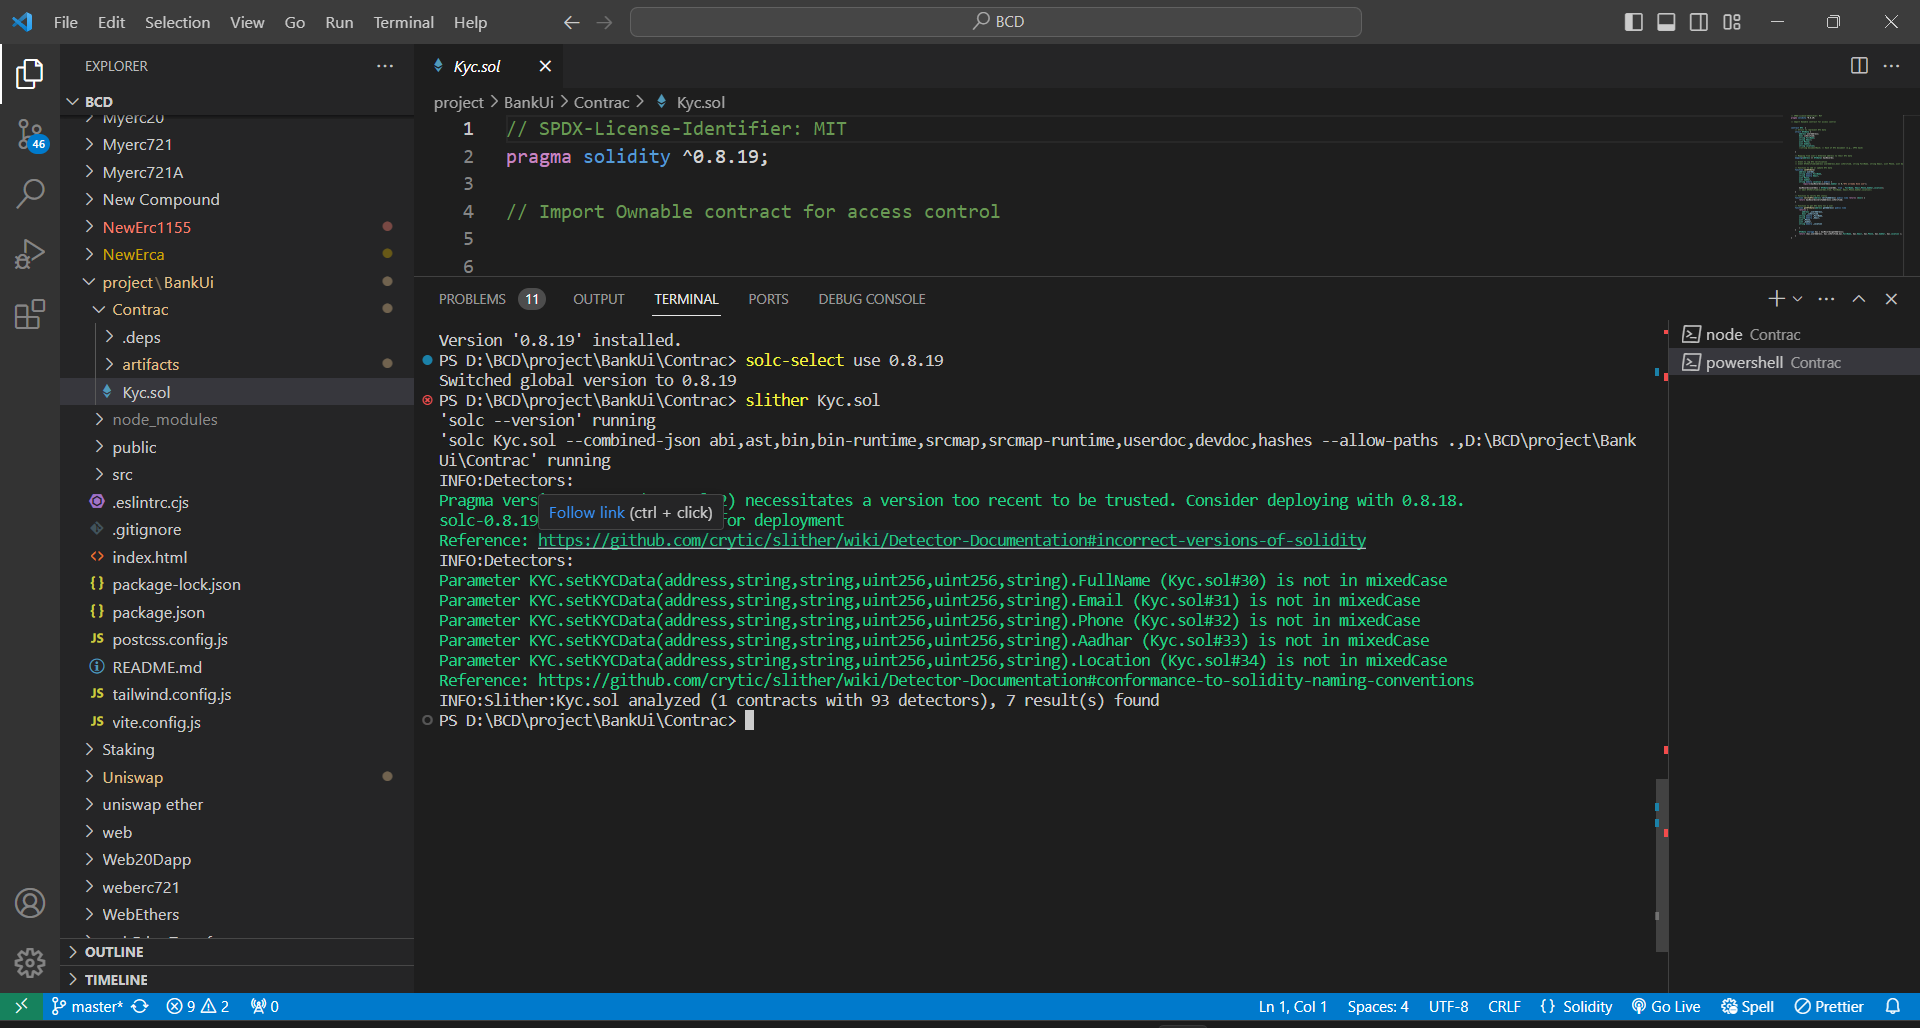 File Edit Selection View Go Run Terminal Help
BCD
EXPLORER
BCD
Myerc20
Myerc721
Myerc721A
New Compound
NewErc1155
NewErca
project\BankUi
Contrac
.deps
artifacts
Kyc.sol
node_modules
public
src
.eslintrc.cjs
.gitignore
index.html
package-lock.json
package.json
postcss.config.js
README.md
tailwind.config.js
vite.config.js
Staking
Uniswap
uniswap ether
web
Web20Dapp
weberc721
WebEthers
OUTLINE
TIMELINE
46
Kyc.sol
project > BankUi > Contrac > Kyc.sol
1 // SPDX-License-Identifier: MIT
2 pragma solidity ^0.8.19;
3
4 // Import Ownable contract for access control
5
6
PROBLEMS 11 OUTPUT TERMINAL PORTS DEBUG CONSOLE
Version '0.8.19' installed.
PS D:\BCD\project\BankUi\Contrac> solc-select use 0.8.19
Switched global version to 0.8.19
PS D:\BCD\project\BankUi\Contrac> slither Kyc.sol
'solc --version' running
'solc Kyc.sol --combined-json abi,ast,bin,bin-runtime,srcmap,srcmap-runtime,userdoc,devdoc,hashes --allow-paths .,D:\BCD\project\Bank
Ui\Contrac' running
INFO:Detectors:
Pragma vers 2) necessitates a version too recent to be trusted. Consider deploying with 0.8.18.
solc-0.8.19 or deployment
Follow link (ctrl + click)
Reference: https://github.com/crytic/slither/wiki/Detector-Documentation#incorrect-versions-of-solidity
INFO:Detectors:
Parameter KYC.setKYCData(address,string,string,uint256,uint256,string).FullName (Kyc.sol#30) is not in mixedCase
Parameter KYC.setKYCData(address,string,string,uint256,uint256,string).Email (Kyc.sol#31) is not in mixedCase
Parameter KYC.setKYCData(address,string,string,uint256,uint256,string).Phone (Kyc.sol#32) is not in mixedCase
Parameter KYC.setKYCData(address,string,string,uint256,uint256,string).Aadhar (Kyc.sol#33) is not in mixedCase
Parameter KYC.setKYCData(address,string,string,uint256,uint256,string).Location (Kyc.sol#34) is not in mixedCase
Reference: https://github.com/crytic/slither/wiki/Detector-Documentation#conformance-to-solidity-naming-conventions
INFO:Slither:Kyc.sol analyzed (1 contracts with 93 detectors), 7 result(s) found
PS D:\BCD\project\BankUi\Contrac>
node Contrac
powershell Contrac
master* 9 2 0
Ln 1, Col 1 Spaces: 4 UTF-8 CRLF {} Solidity Go Live Spell Prettier